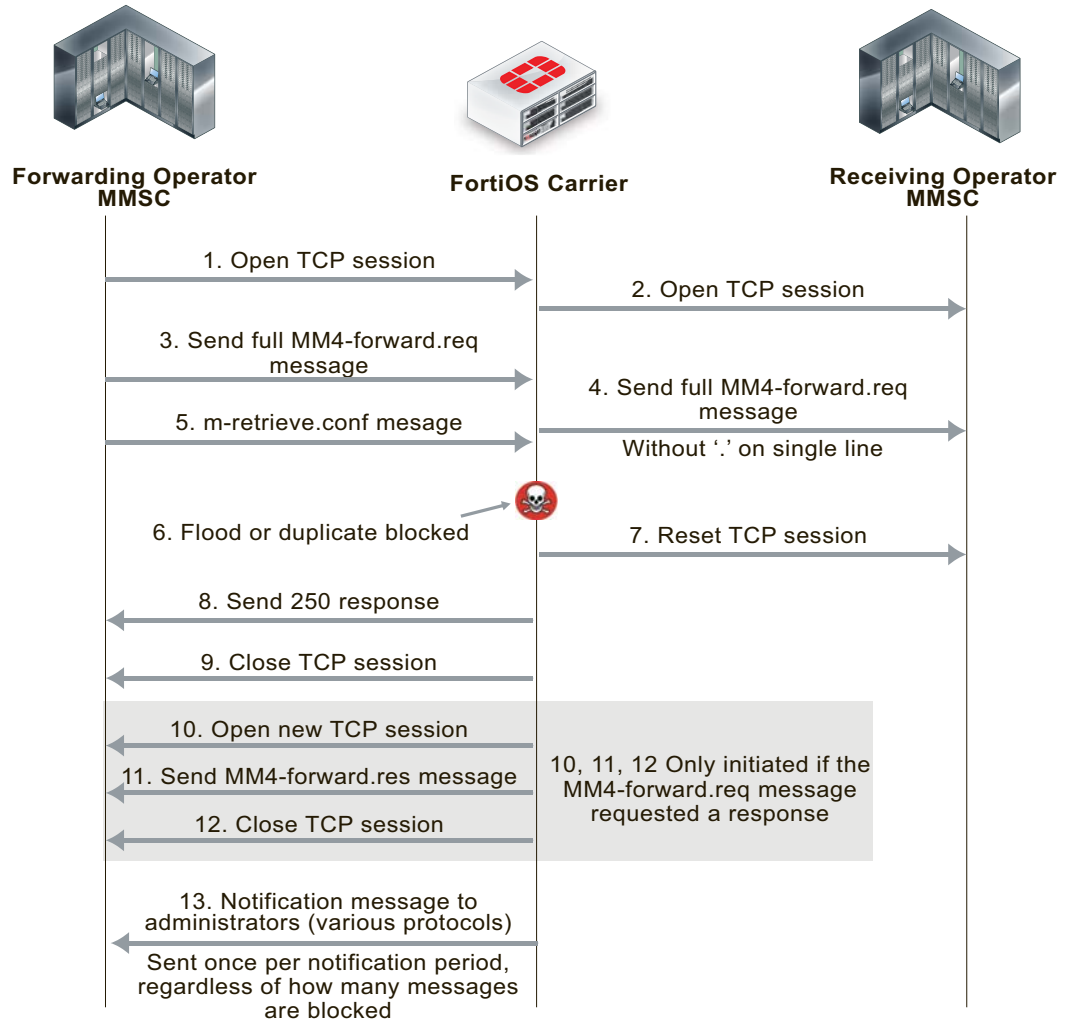 Forwarding Operator
MMSC
FortiOS Carrier
Receiving Operator
MMSC
1. Open TCP session
2. Open TCP session
3. Send full MM4-forward.req
message
4. Send full MM4-forward.req
message
Without ‘.’ on single line
5. m-retrieve.conf mesage
6. Flood or duplicate blocked
7. Reset TCP session
8. Send 250 response
9. Close TCP session
10. Open new TCP session
11. Send MM4-forward.res message
12. Close TCP session
10, 11, 12 Only initiated if the
MM4-forward.req message
requested a response
13. Notification message to
administrators (various protocols)
Sent once per notification period,
regardless of how many messages
are blocked